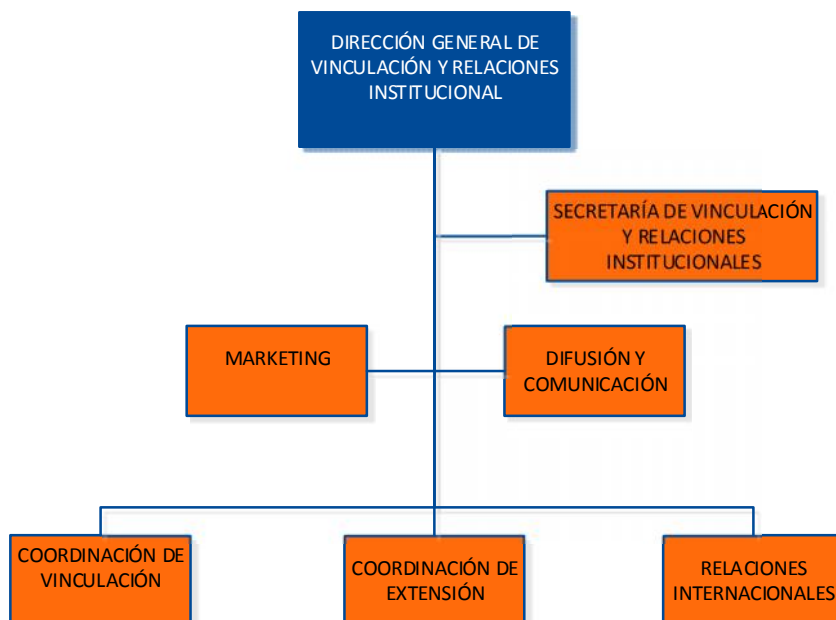 DIRECCIÓN GENERAL DE
VINCULACIÓN Y RELACIONES
INSTITUCIONAL
SECRETARÍA DE VINCULACIÓN
Y RELACIONES
INSTITUCIONALES
MARKETING
DIFUSIÓN Y
COMUNICACIÓN
COORDINACIÓN DE
VINCULACIÓN
COORDINACIÓN DE
EXTENSIÓN
RELACIONES
INTERNACIONALES